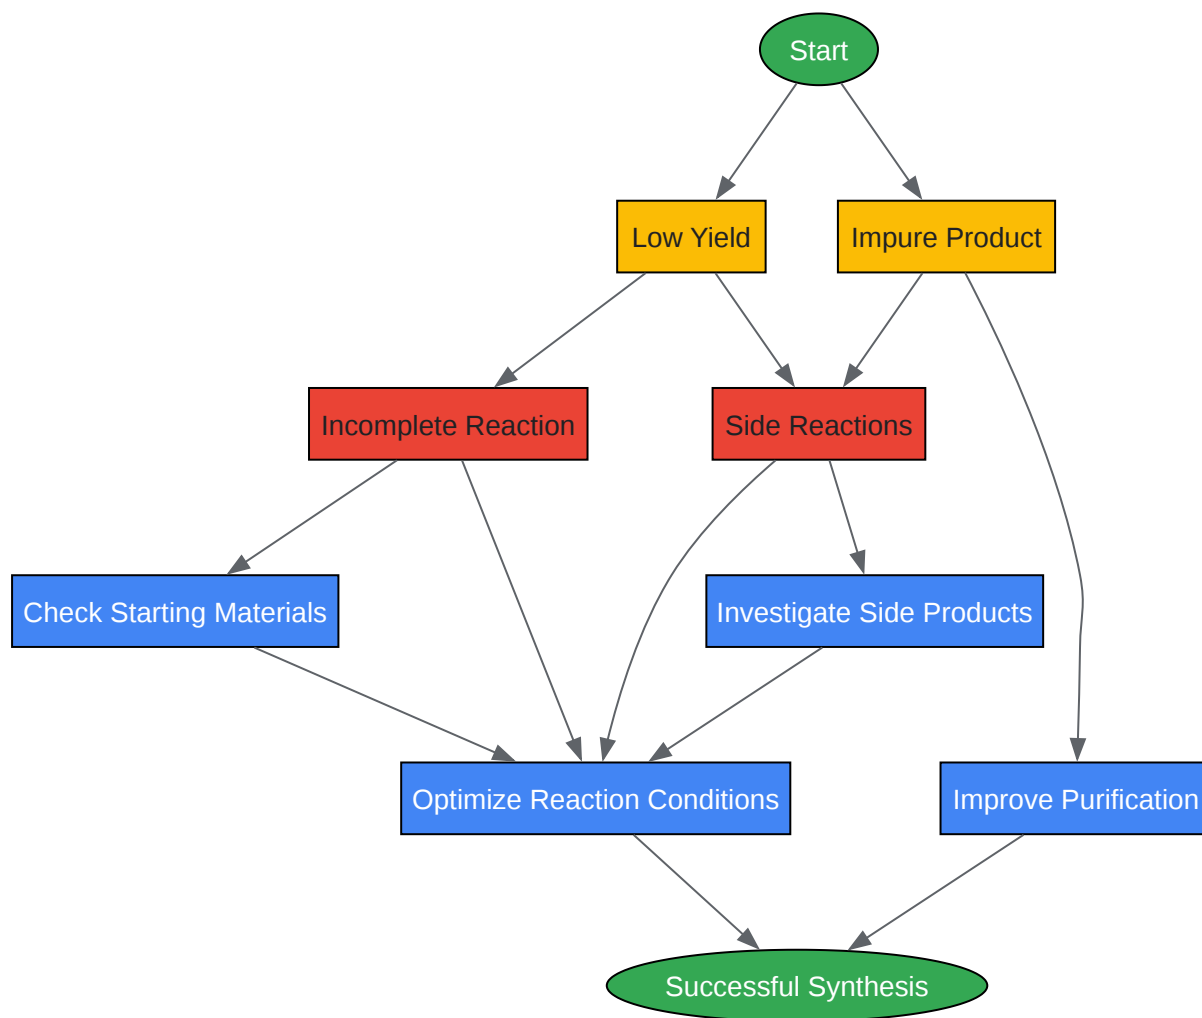 Start
Low Yield
Impure Product
Incomplete Reaction
Side Reactions
Check Starting Materials
Investigate Side Products
Optimize Reaction Conditions
Improve Purification
Successful Synthesis